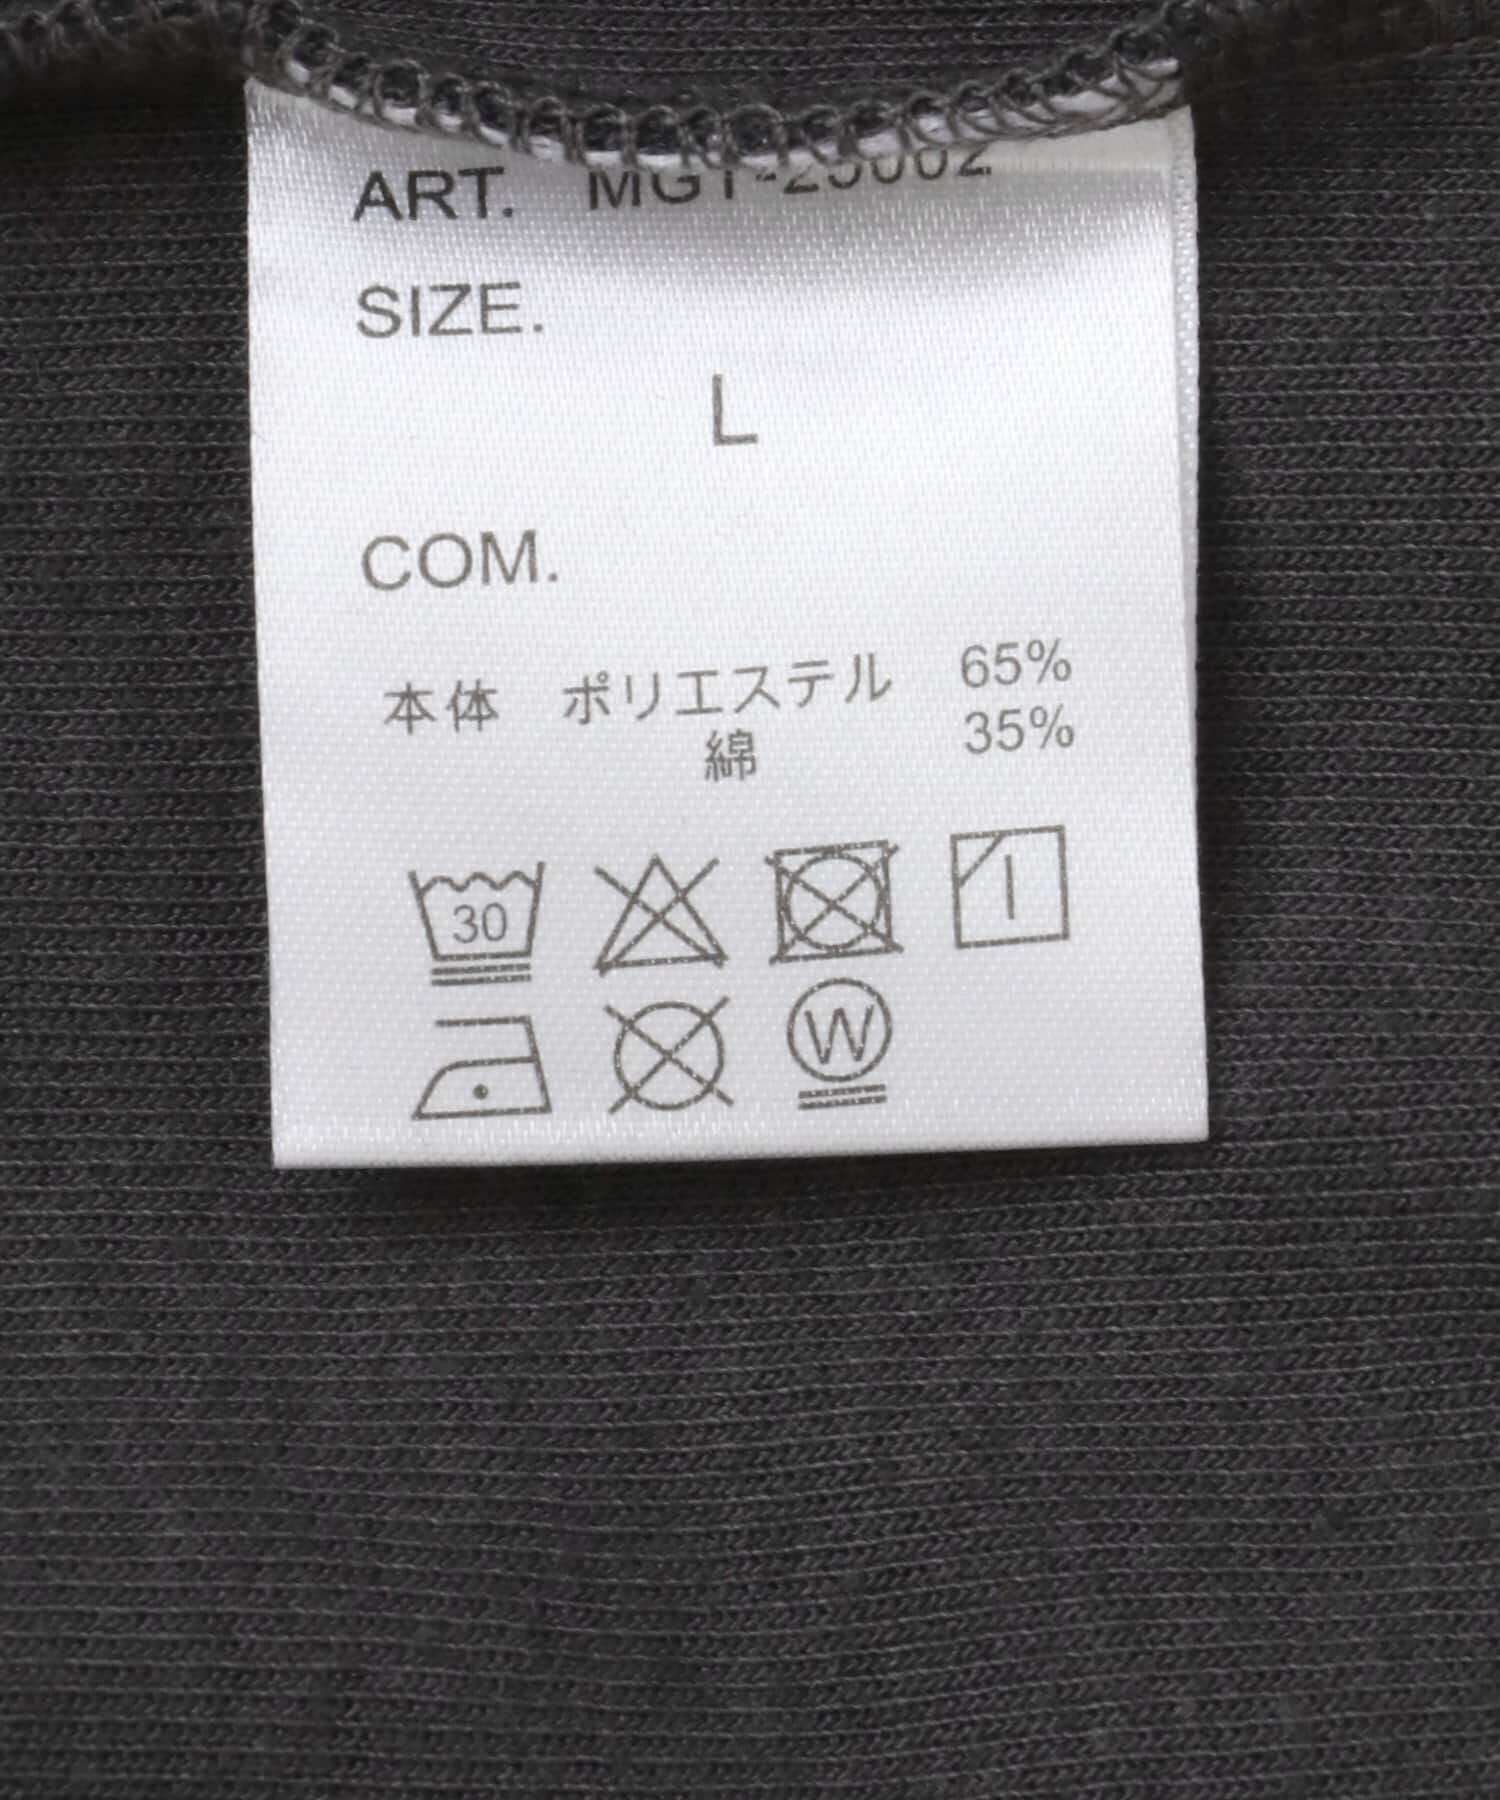 ART. MGT-25002
SIZE.
L
COM.
本体 ポリエステル 65%
綿 35%
30
W